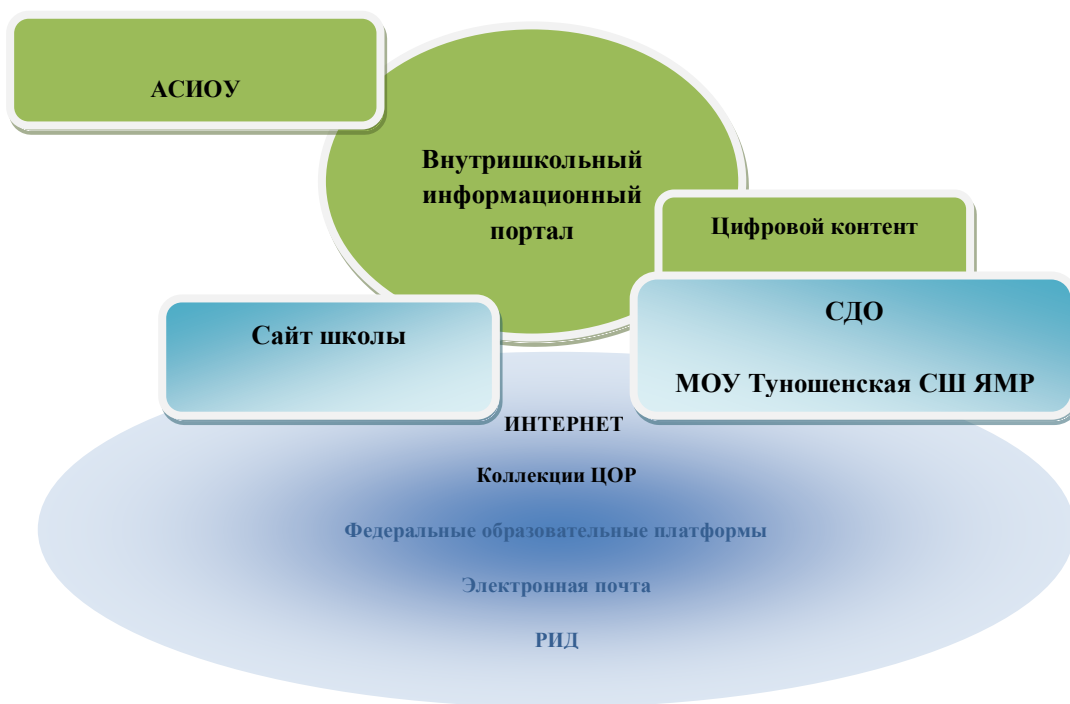 АСИОУ
Внутришкольный
информационный
портал
Цифровой контент
Сайт школы
СДО
МОУ Туношенская СШ ЯМР
ИНТЕРНЕТ
Коллекции ЦОР
Федеральные образовательные платформы
Электронная почта
РИД